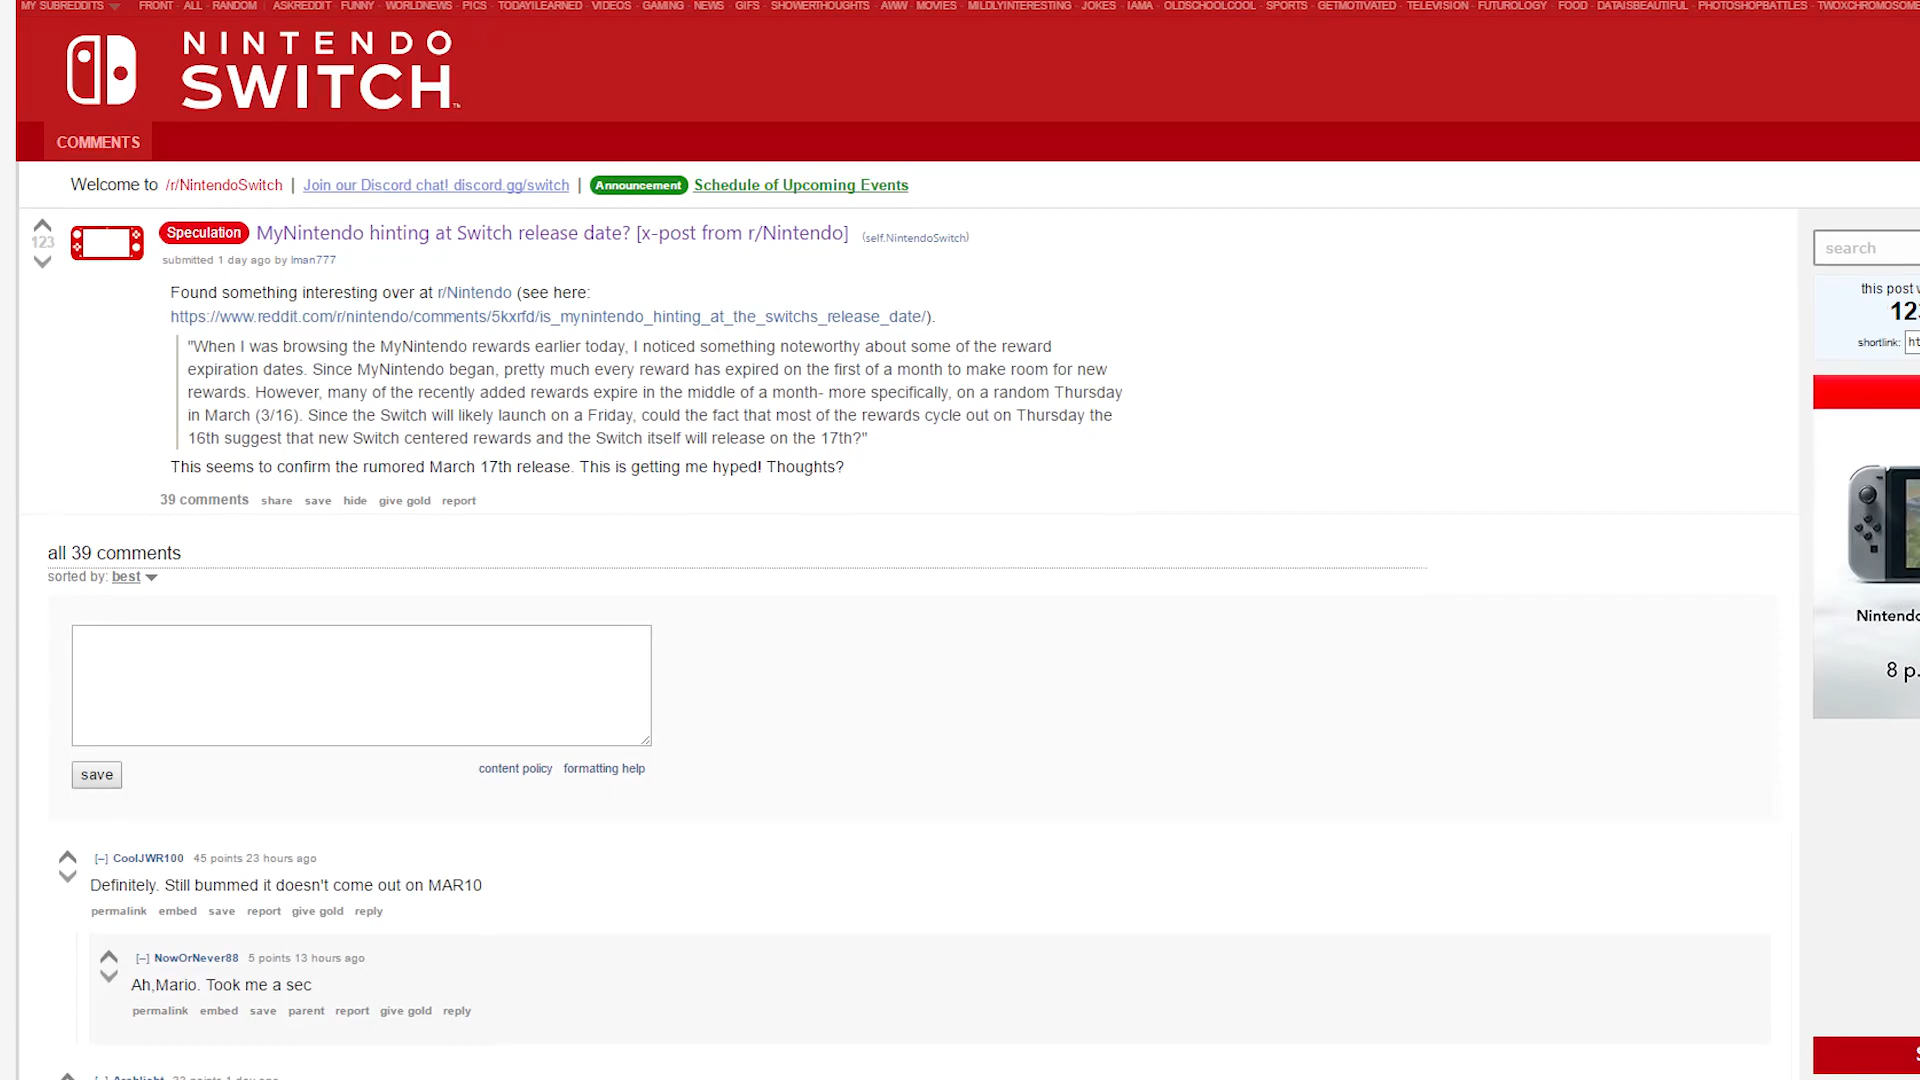 MY SUBREDDITS FRONT - ALL - RANDOM | ASKREDDIT - FUNNY - WORLDNEWS - PICS - TODAYILEARNED - VIDEOS - GAMING - NEWS - GIFS - SHOWERTHOUGHTS - AWW - MOVIES - MILDLYINTERESTING - JOKES - IAMA - OLDSCHOOLCOOL - SPORTS - GETMOTIVATED - TELEVISION - FUTUROLOGY - FOOD - DATAISBEAUTIFUL - PHOTOSHOPBATTLES - TWOXCHROMOSOME
NINTENDO
SWITCH™
COMMENTS
Welcome to /r/NintendoSwitch | Join our Discord chat! discord.gg/switch | Announcement Schedule of Upcoming Events
123
Speculation MyNintendo hinting at Switch release date? [x-post from r/Nintendo] (self.NintendoSwitch)
submitted 1 day ago by lman777
Found something interesting over at r/Nintendo (see here:
https://www.reddit.com/r/nintendo/comments/5kxrfd/is_mynintendo_hinting_at_the_switchs_release_date/).
"When I was browsing the MyNintendo rewards earlier today, I noticed something noteworthy about some of the reward
expiration dates. Since MyNintendo began, pretty much every reward has expired on the first of a month to make room for new
rewards. However, many of the recently added rewards expire in the middle of a month- more specifically, on a random Thursday
in March (3/16). Since the Switch will likely launch on a Friday, could the fact that most of the rewards cycle out on Thursday the
16th suggest that new Switch centered rewards and the Switch itself will release on the 17th?"
This seems to confirm the rumored March 17th release. This is getting me hyped! Thoughts?
39 comments share save hide give gold report
all 39 comments
sorted by: best
save
content policy formatting help
[–] CoolJWR100 45 points 23 hours ago
Definitely. Still bummed it doesn't come out on MAR10
permalink embed save report give gold reply
[–] NowOrNever88 5 points 13 hours ago
Ah,Mario. Took me a sec
permalink embed save parent report give gold reply
search
this post
12
shortlink: ht
Nintendo
8 p.